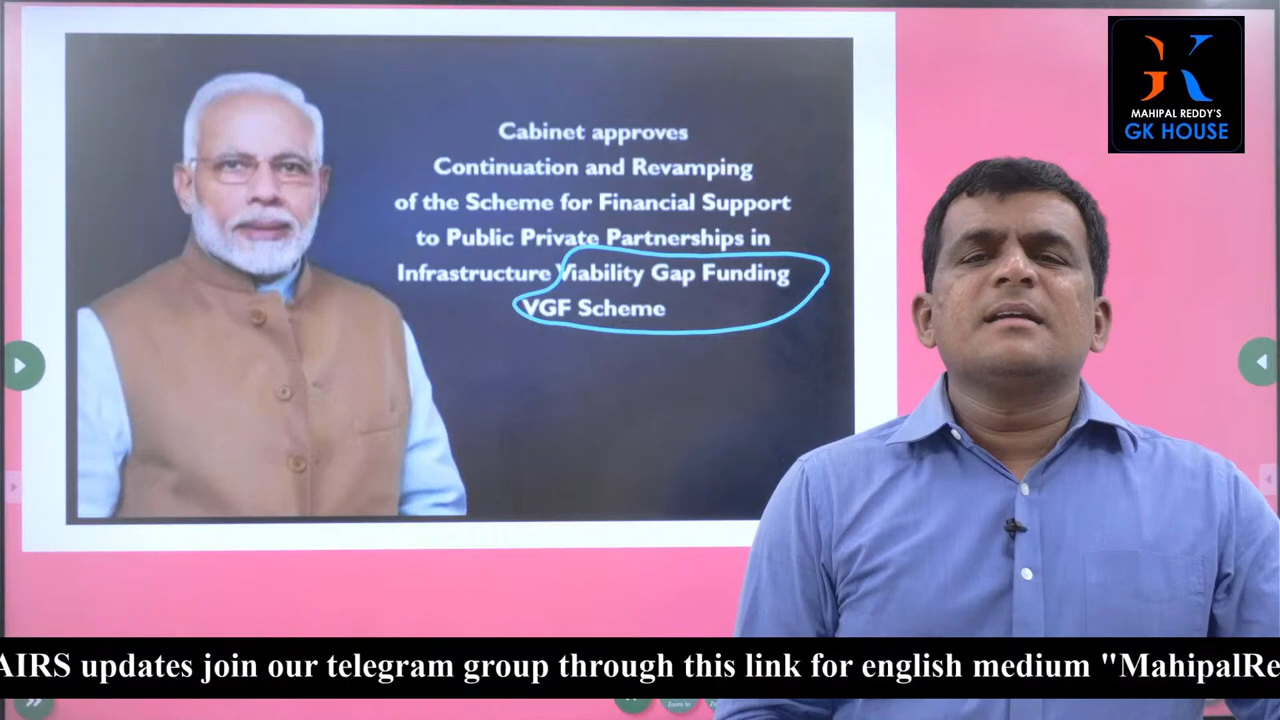 Cabinet approves
Continuation and Revamping
of the Scheme for Financial Support
to Public Private Partnerships in
Infrastructure Viability Gap Funding
VGF Scheme
MAHIPAL REDDY'S
GK HOUSE
AIRS updates join our telegram group through this link for english medium "MahipalRe
Zoom In